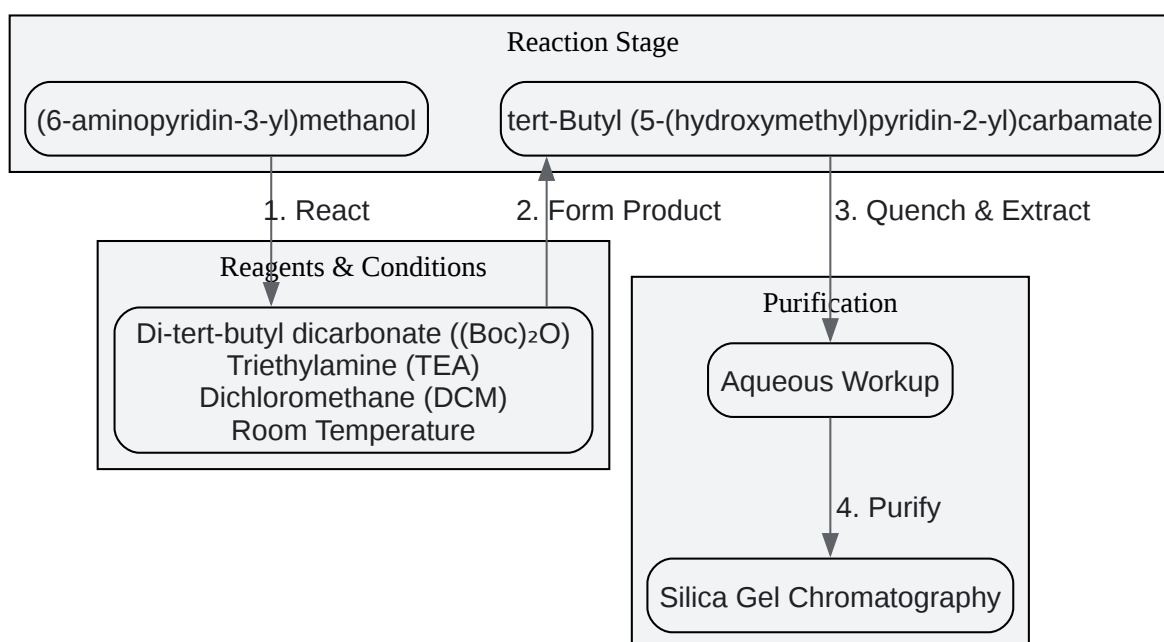 Reaction Stage
(6-aminopyridin-3-yl)methanol
tert-Butyl (5-(hydroxymethyl)pyridin-2-yl)carbamate
1. React
2. Form Product
3. Quench & Extract
Reagents & Conditions
Di-tert-butyl dicarbonate ((Boc)₂O)
Triethylamine (TEA)
Dichloromethane (DCM)
Room Temperature
Purification
Aqueous Workup
4. Purify
Silica Gel Chromatography